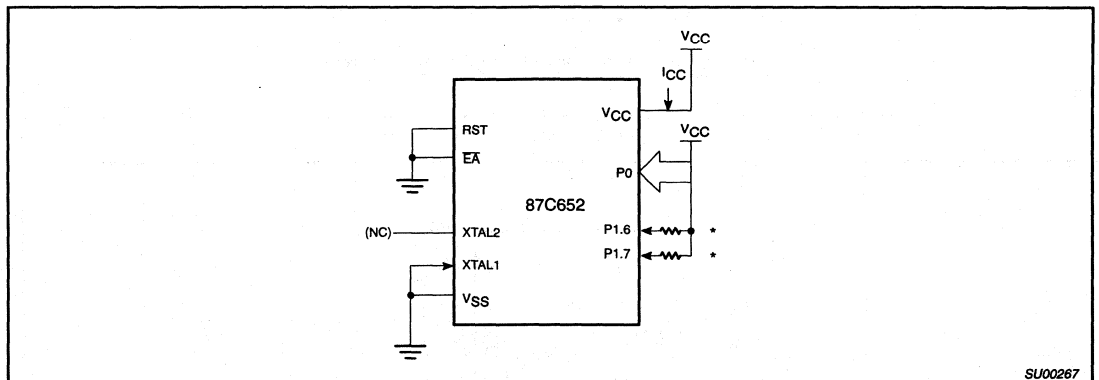 VCC
ICC
VCC
VCC
RST
EA
P0
87C652
(NC)
XTAL2
P1.6
*
XTAL1
P1.7
*
VSS
SU00267